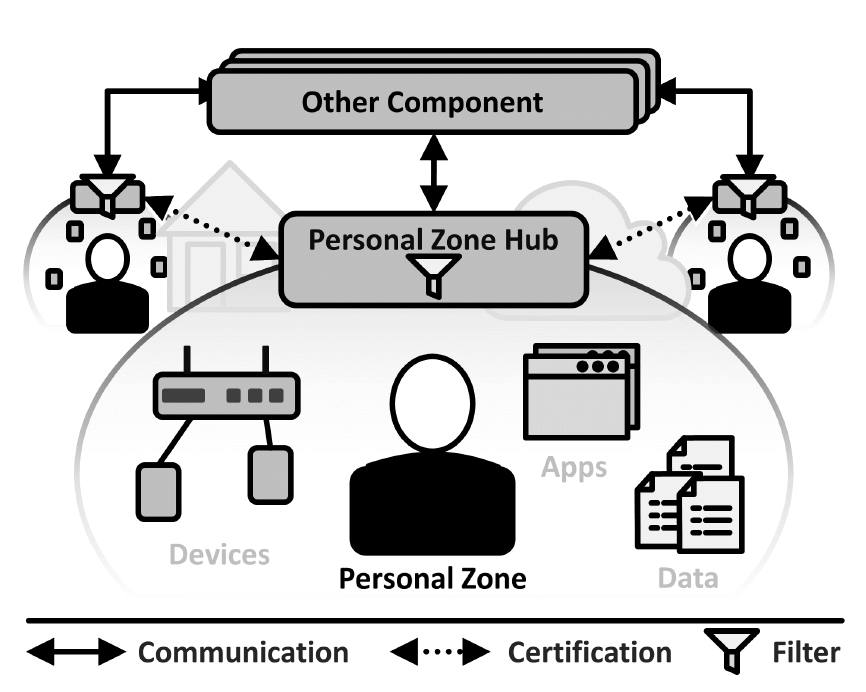 Other Component
Personal Zone Hub
Apps
Devices
Data
Personal Zone
Communication
Certification
Filter